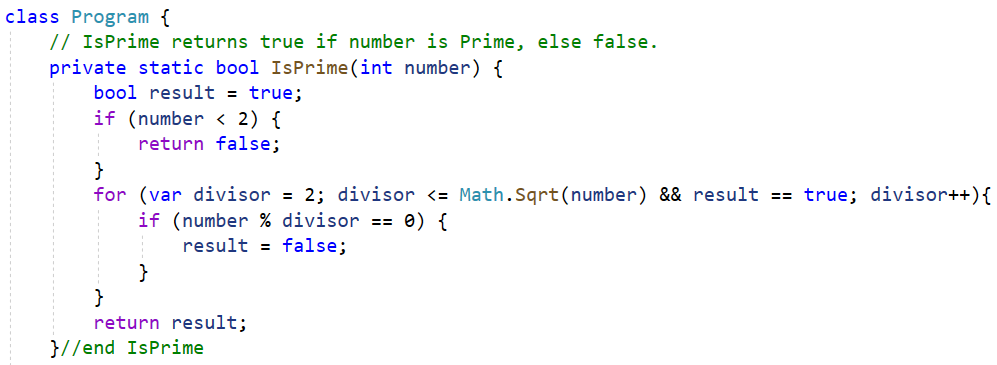 class Program {
    // IsPrime returns true if number is Prime, else false.
    private static bool IsPrime(int number) {
        bool result = true;
        if (number < 2) {
            return false;
        }
        for (var divisor = 2; divisor <= Math.Sqrt(number) && result == true; divisor++){
            if (number % divisor == 0) {
                result = false;
            }
        }
        return result;
    }//end IsPrime